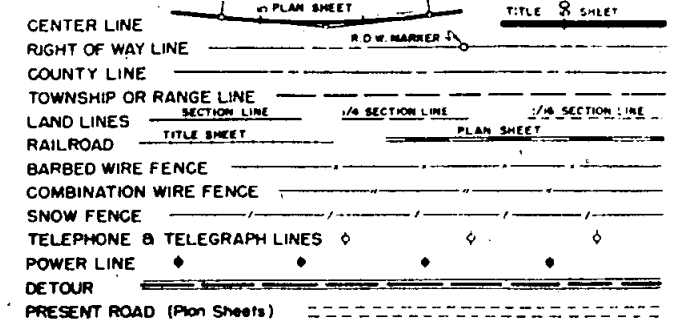 in PLAN SHEET TITLE & SHEET
CENTER LINE
R.O.W. MARKER
RIGHT OF WAY LINE
COUNTY LINE
TOWNSHIP OR RANGE LINE
SECTION LINE 1/4 SECTION LINE 1/16 SECTION LINE
LAND LINES
TITLE SHEET PLAN SHEET
RAILROAD
BARBED WIRE FENCE
COMBINATION WIRE FENCE
SNOW FENCE
TELEPHONE & TELEGRAPH LINES
POWER LINE
DETOUR
PRESENT ROAD (Plan Sheets)